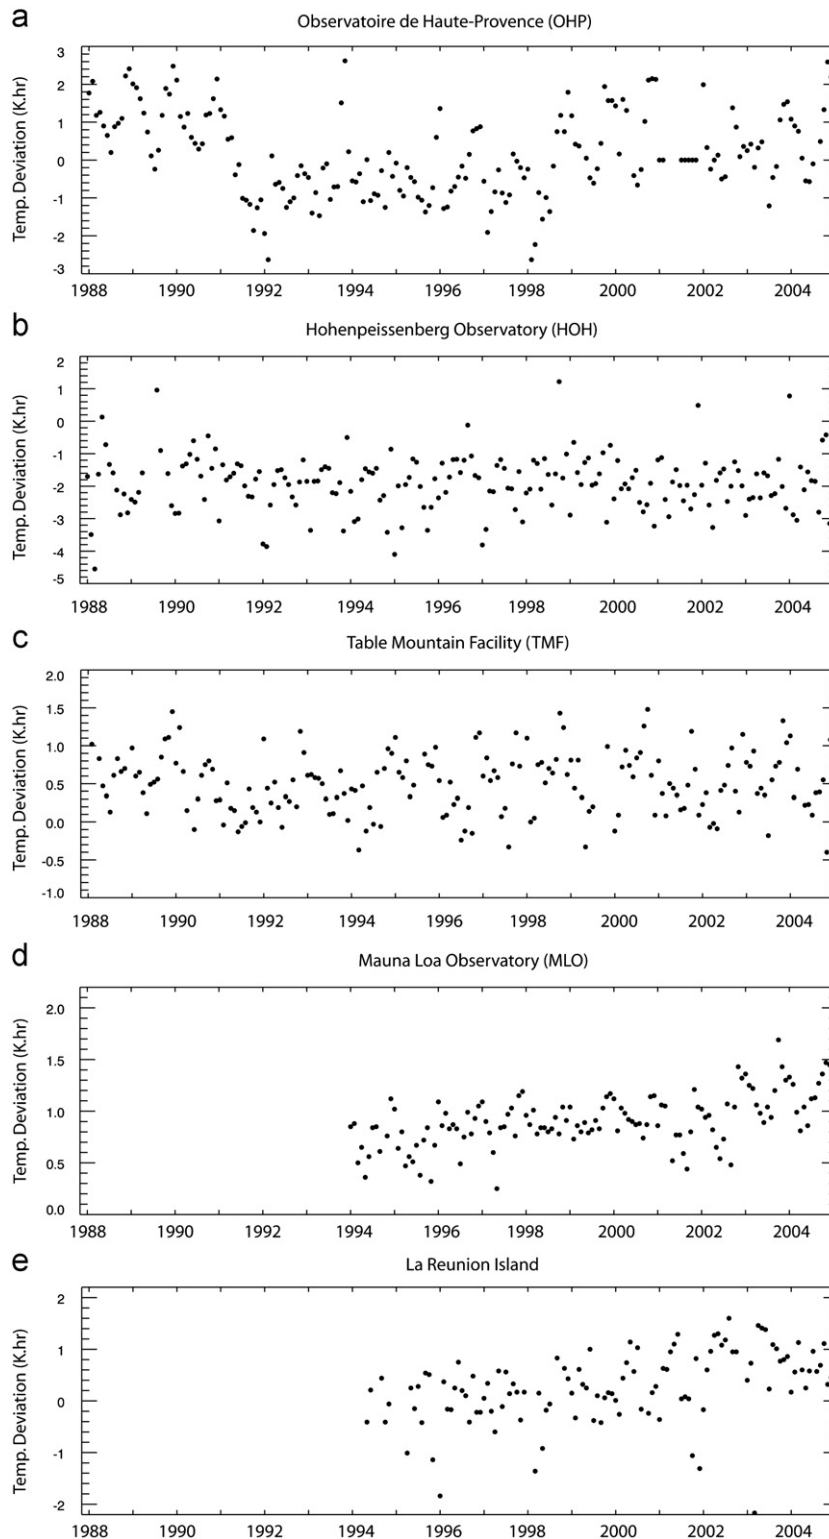 a
Observatoire de Haute-Provence (OHP)
3
2
1
0
-1
-2
-3
Temp. Deviation (K.hr)
1988 1990 1992 1994 1996 1998 2000 2002 2004
b
Hohenpeissenberg Observatory (HOH)
2
1
0
-1
-2
-3
-4
-5
Temp. Deviation (K.hr)
1988 1990 1992 1994 1996 1998 2000 2002 2004
c
Table Mountain Facility (TMF)
2.0
1.5
1.0
0.5
0.0
-0.5
-1.0
Temp. Deviation (K.hr)
1988 1990 1992 1994 1996 1998 2000 2002 2004
d
Mauna Loa Observatory (MLO)
2.0
1.5
1.0
0.5
0.0
Temp. Deviation (K.hr)
1988 1990 1992 1994 1996 1998 2000 2002 2004
e
La Reunion Island
2
1
0
-1
-2
Temp. Deviation (K.hr)
1988 1990 1992 1994 1996 1998 2000 2002 2004